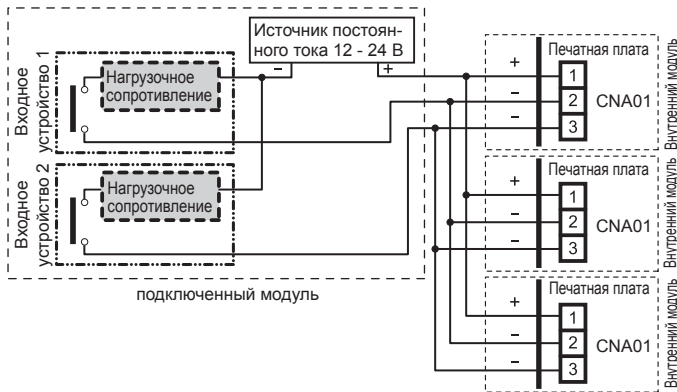 Источник постоян-
ного тока 12 - 24 В
– +
Входное
устройство 1
Нагрузочное
сопротивление
Входное
устройство 2
Нагрузочное
сопротивление
подключенный модуль
Печатная плата
+ 1
– 2
– 3
CNA01
Внутренний модуль
Печатная плата
+ 1
– 2
– 3
CNA01
Внутренний модуль
Печатная плата
+ 1
– 2
– 3
CNA01
Внутренний модуль